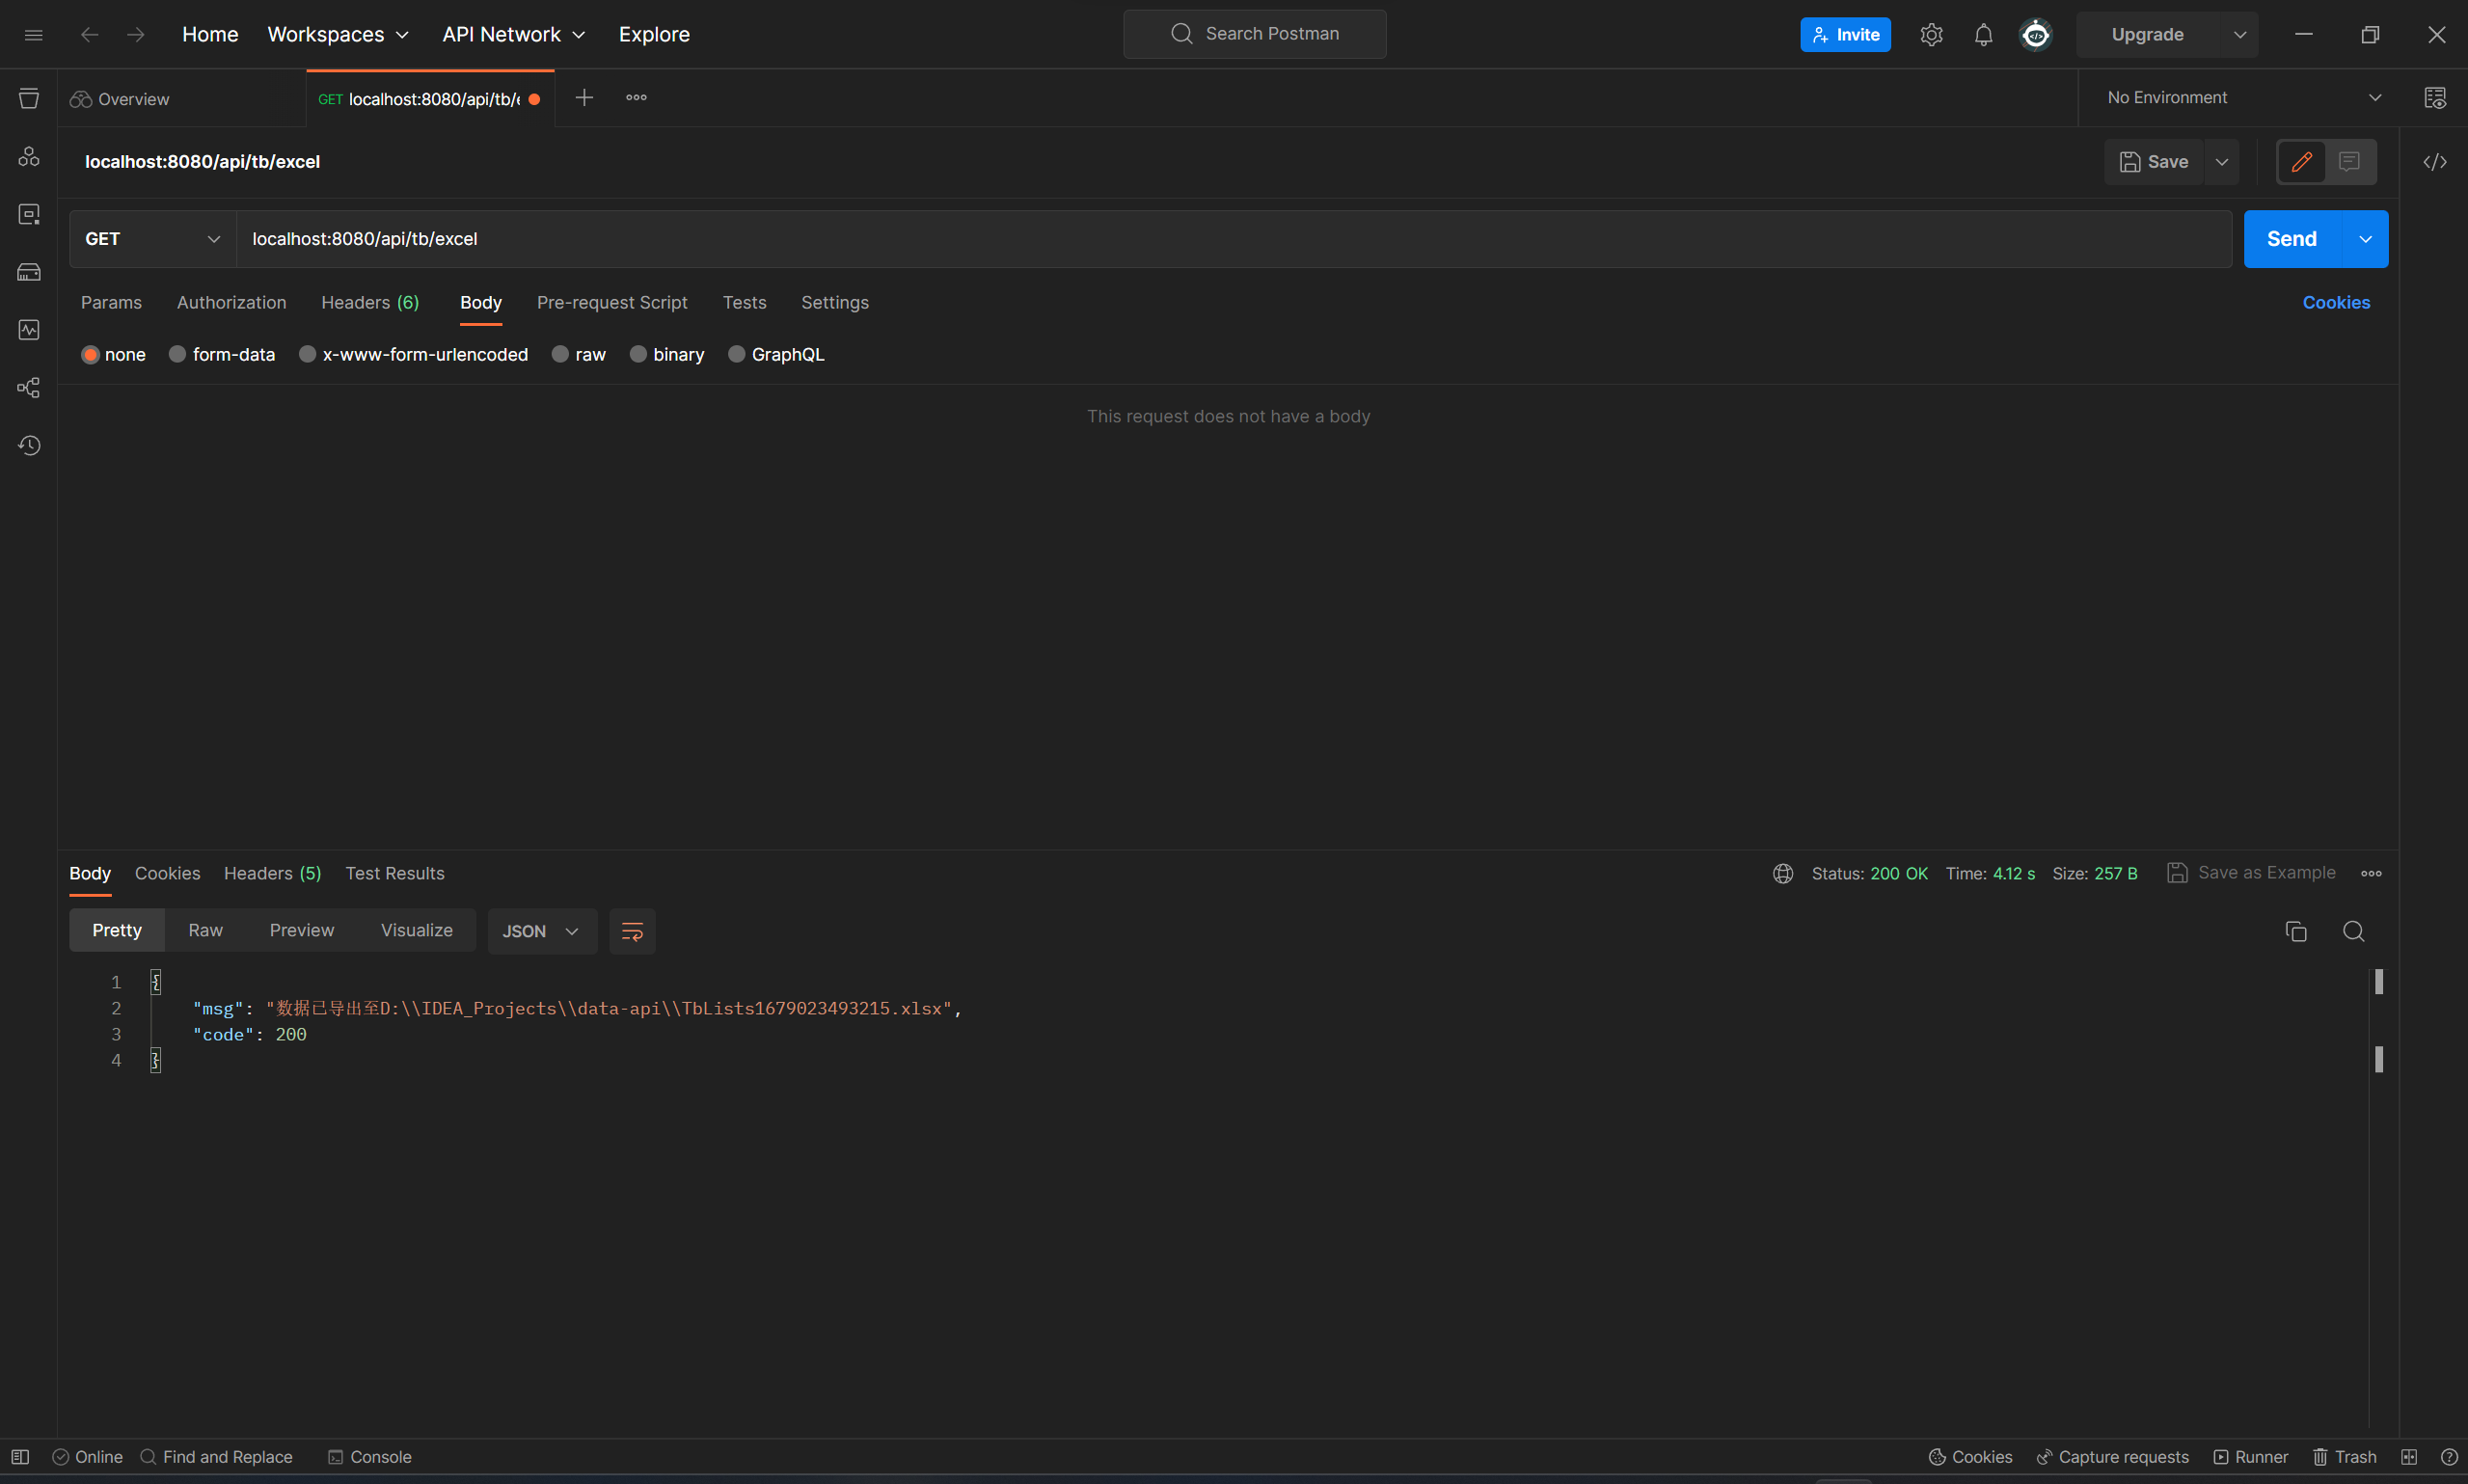 Home Workspaces API Network Explore Search Postman Invite Upgrade
Overview GET localhost:8080/api/tb/e No Environment
localhost:8080/api/tb/excel Save
GET localhost:8080/api/tb/excel Send
Params Authorization Headers (6) Body Pre-request Script Tests Settings Cookies
none form-data x-www-form-urlencoded raw binary GraphQL
This request does not have a body
Body Cookies Headers (5) Test Results Status: 200 OK Time: 4.12 s Size: 257 B Save as Example
Pretty Raw Preview Visualize JSON
1 {
2 "msg": "数据已导出至D:\\IDEA_Projects\\data-api\\TbLists1679023493215.xlsx",
3 "code": 200
4 }
Online Find and Replace Console Cookies Capture requests Runner Trash